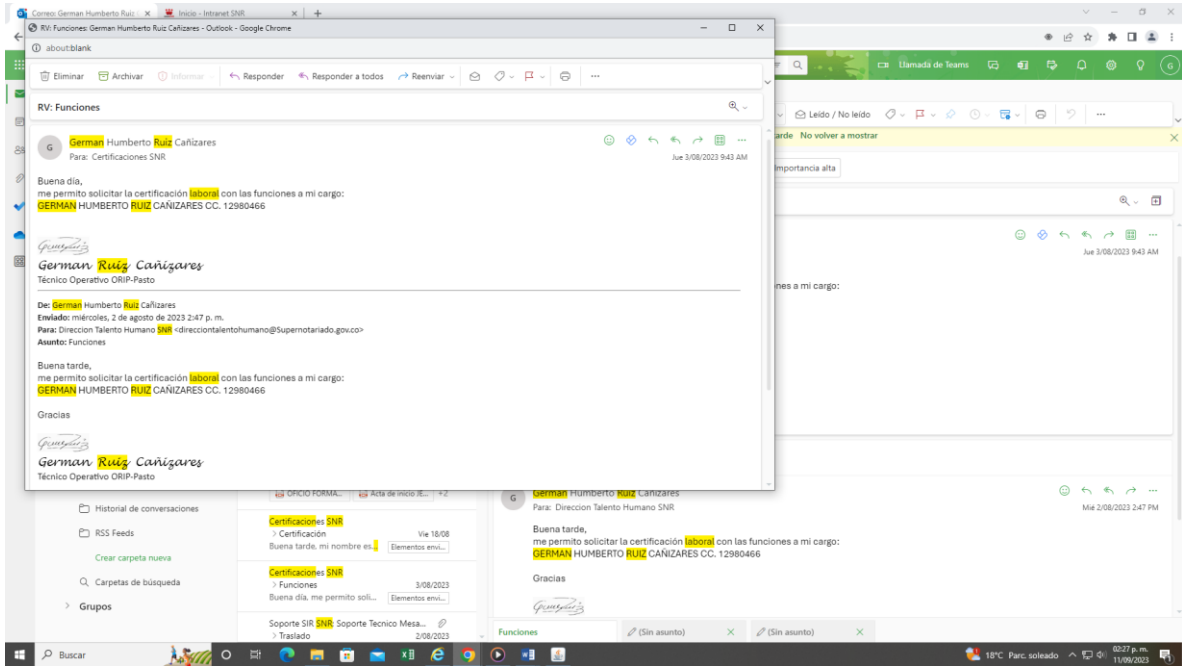 Correo: German Humberto Ruiz
Inicio - Intranet SNR
RV: Funciones: German Humberto Ruiz Cañizares - Outlook - Google Chrome
about:blank
Eliminar Archivar Informar Responder Responder a todos Reenviar
Llamada de Teams
G
RV: Funciones
Leído / No leído
arde No volver a mostrar
Importancia alta
G
German Humberto Ruiz Cañizares
Para: Certificaciones SNR
Jue 3/08/2023 9:43 AM
Buena día,
me permito solicitar la certificación laboral con las funciones a mi cargo:
GERMAN HUMBERTO RUIZ CAÑIZARES CC. 12980466
German Ruiz Cañizares
Técnico Operativo ORIP-Pasto
De: German Humberto Ruiz Cañizares
Enviado: miércoles, 2 de agosto de 2023 2:47 p. m.
Para: Direccion Talento Humano SNR <direcciontalentohumano@Supernotariado.gov.co>
Asunto: Funciones
Buena tarde,
me permito solicitar la certificación laboral con las funciones a mi cargo:
GERMAN HUMBERTO RUIZ CAÑIZARES CC. 12980466
Gracias
German Ruiz Cañizares
Técnico Operativo ORIP-Pasto
Jue 3/08/2023 9:43 AM
nes a mi cargo:
Historial de conversaciones
RSS Feeds
Crear carpeta nueva
Carpetas de búsqueda
Grupos
OFICIO FORMA... Acta de inicio JE... +2
Certificaciones SNR
Certificación Vie 18/08
Buena tarde, mi nombre es... Elementos envi...
Certificaciones SNR
Funciones 3/08/2023
Buena día, me permito soli... Elementos envi...
Soporte SIR SNR; Soporte Tecnico Mesa...
Traslado 2/08/2023
G
German Humberto Ruiz Cañizares
Para: Direccion Talento Humano SNR
Mié 2/08/2023 2:47 PM
Buena tarde,
me permito solicitar la certificación laboral con las funciones a mi cargo:
GERMAN HUMBERTO RUIZ CAÑIZARES CC. 12980466
Gracias
Funciones
(Sin asunto)
(Sin asunto)
Buscar
18°C Parc. soleado
02:27 p. m.
11/09/2023